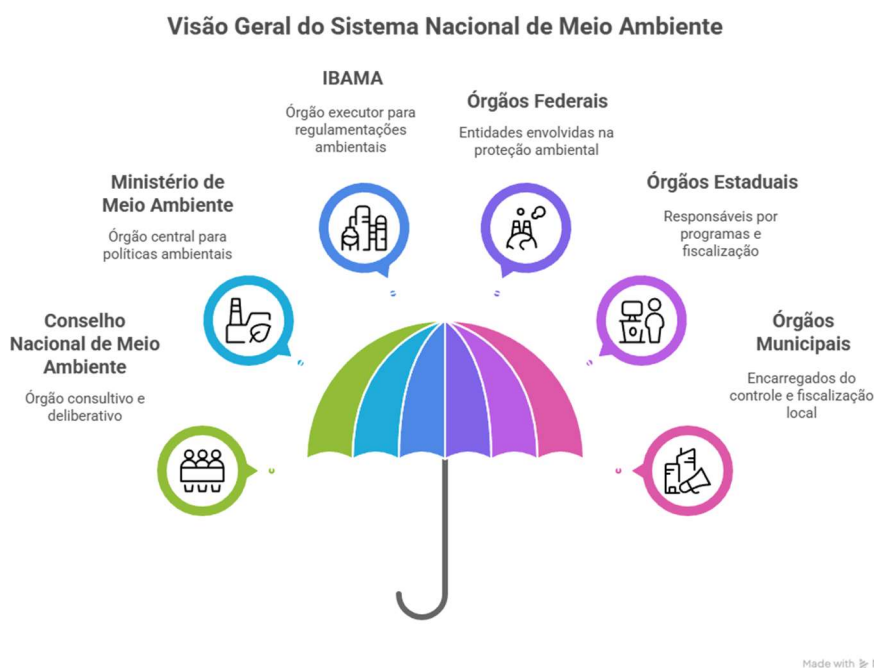 Visão Geral do Sistema Nacional de Meio Ambiente
IBAMA
Órgão executor para
regulamentações
ambientais
Órgãos Federais
Entidades envolvidas na
proteção ambiental
Ministério de
Meio Ambiente
Órgão central para
políticas ambientais
Órgãos Estaduais
Responsáveis por
programas e
fiscalização
Conselho
Nacional de Meio
Ambiente
Órgão consultivo e
deliberativo
Órgãos
Municipais
Encarregados do
controle e fiscalização
local
Made with